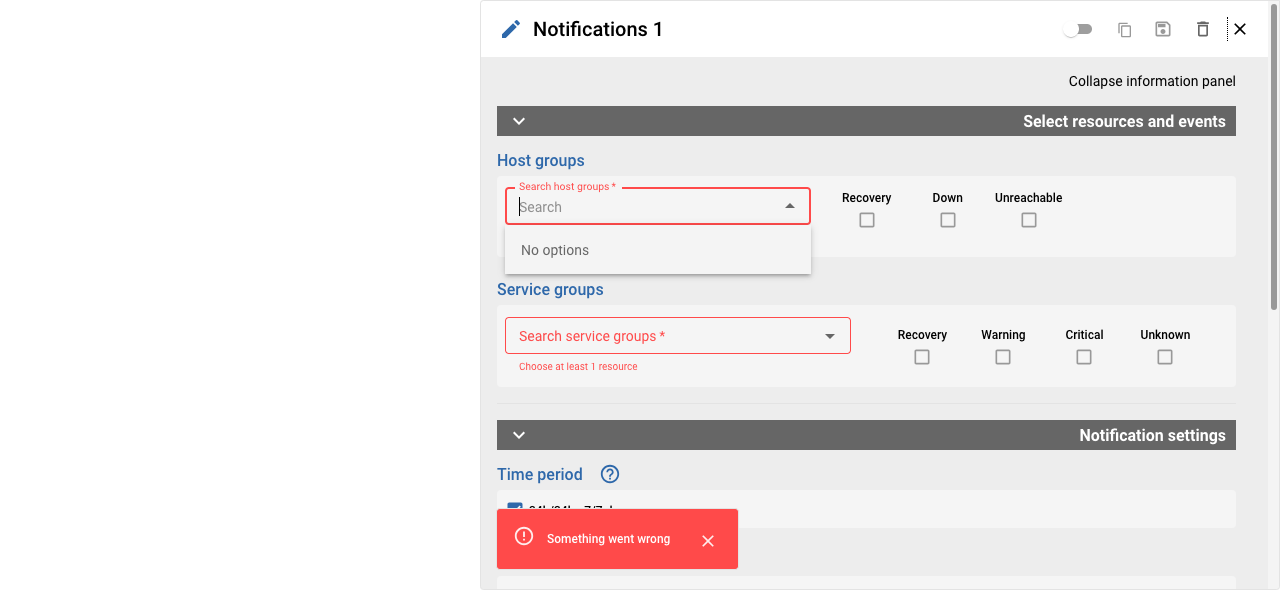 Notifications 1
Collapse information panel
Select resources and events
Host groups
Search host groups *
Search
Recovery
Down
Unreachable
No options
Service groups
Search service groups *
Choose at least 1 resource
Recovery
Warning
Critical
Unknown
Notification settings
Time period
Something went wrong